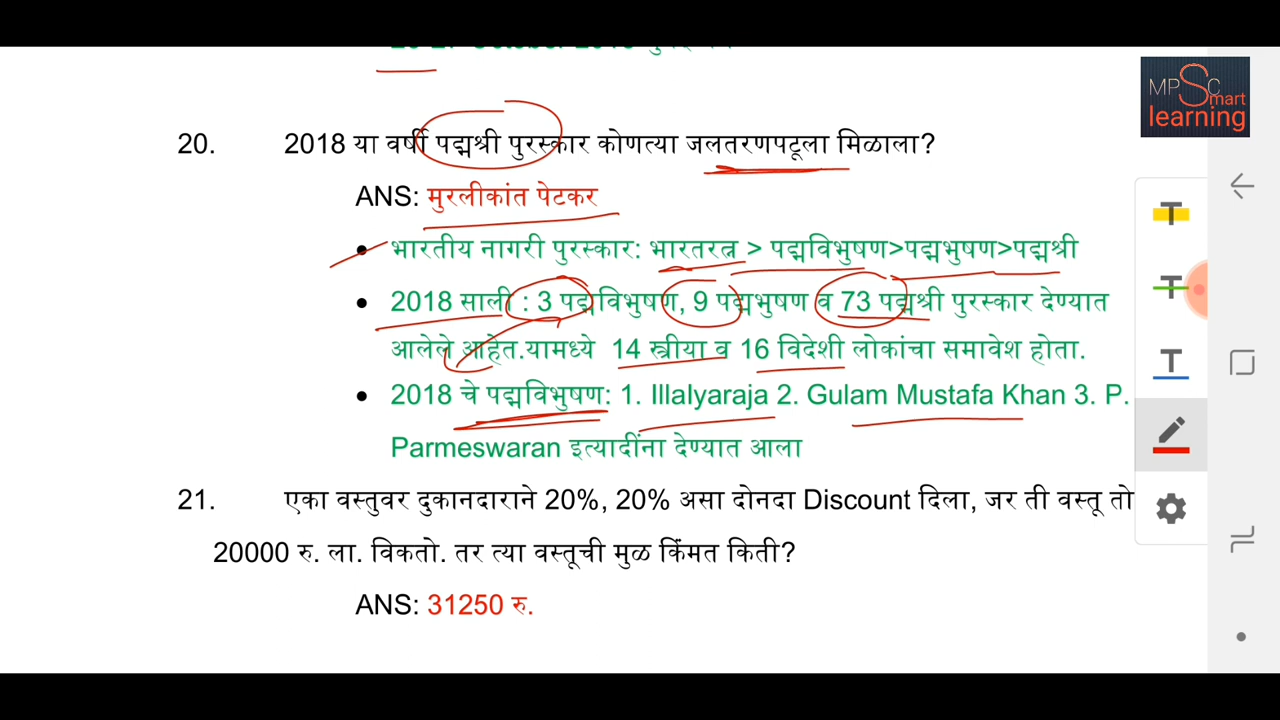 MPSC
Smart
learning
20. 2018 या वर्षी पद्मश्री पुरस्कार कोणत्या जलतरणपटूला मिळाला?
ANS: मुरलीकांत पेटकर
• भारतीय नागरी पुरस्कार: भारतरत्न > पद्मविभुषण>पद्मभुषण>पद्मश्री
• 2018 साली : 3 पद्मविभुषण, 9 पद्मभुषण व 73 पद्मश्री पुरस्कार देण्यात
आलेले आहेत.यामध्ये 14 स्त्रीया व 16 विदेशी लोकांचा समावेश होता.
• 2018 चे पद्मविभुषण: 1. Illalyaraja 2. Gulam Mustafa Khan 3. P.
Parmeswaran इत्यादींना देण्यात आला
21. एका वस्तुवर दुकानदाराने 20%, 20% असा दोनदा Discount दिला, जर ती वस्तू तो
20000 रु. ला. विकतो. तर त्या वस्तूची मुळ किंमत किती?
ANS: 31250 रु.